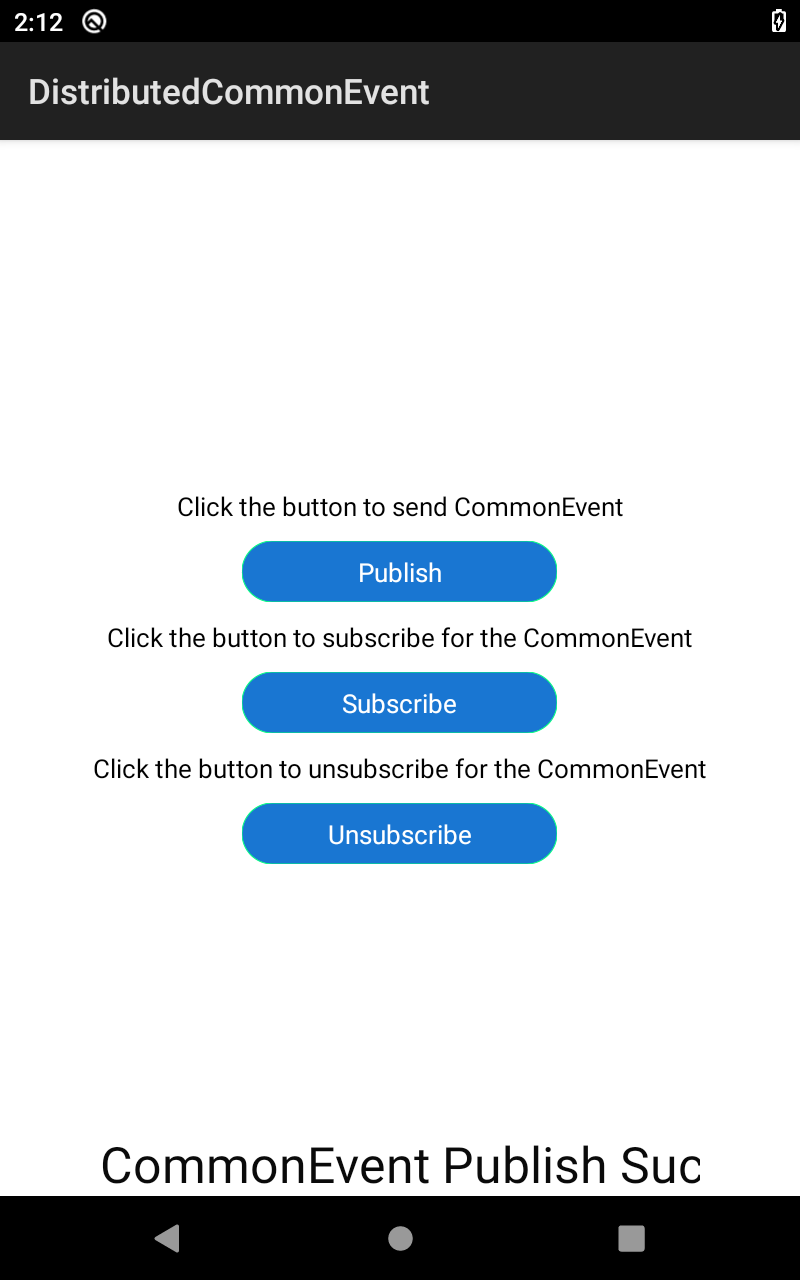 2:12
DistributedCommonEvent
Click the button to send CommonEvent
Publish
Click the button to subscribe for the CommonEvent
Subscribe
Click the button to unsubscribe for the CommonEvent
Unsubscribe
CommonEvent Publish Suc